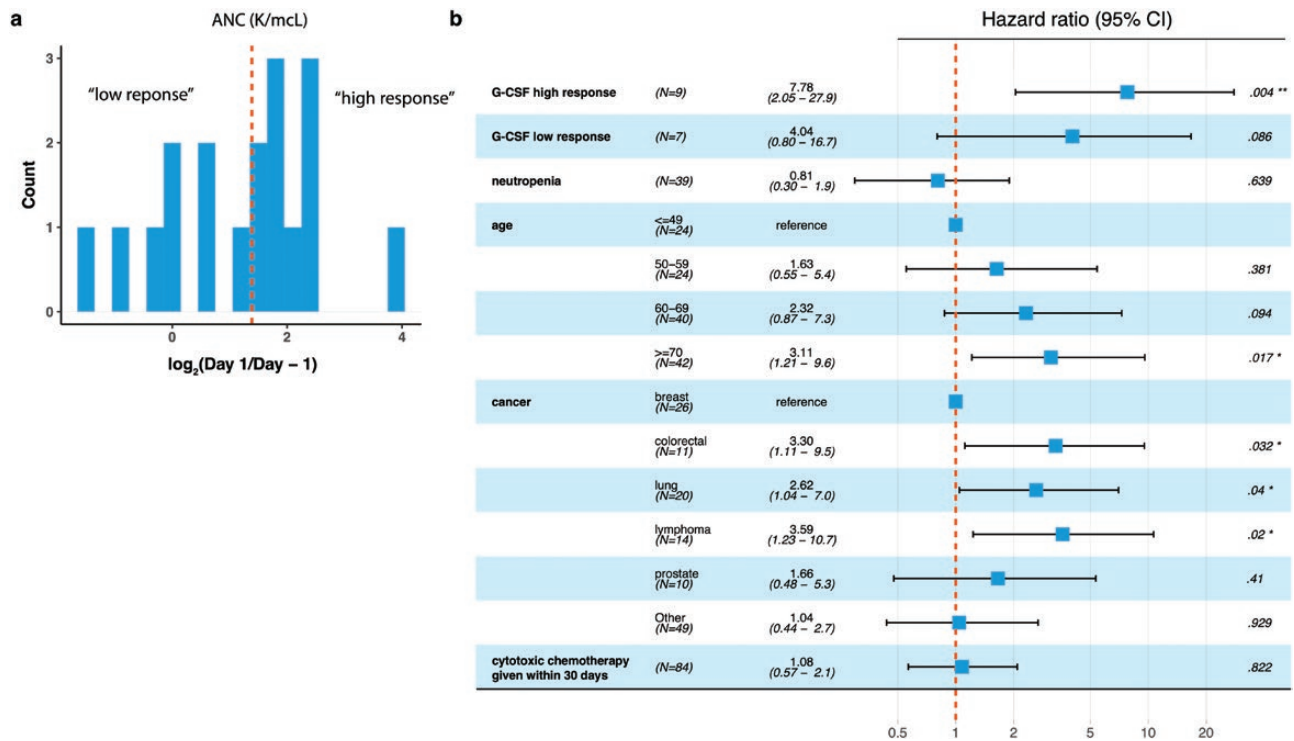 a
ANC (K/mcL)
3
2
1
0
Count
“low reponse”
“high response”
0 2 4
log2(Day 1/Day − 1)
b
Hazard ratio (95% CI)
G-CSF high response (N=9) 7.78 (2.05 − 27.9) .004 **
G-CSF low response (N=7) 4.04 (0.80 − 16.7) .086
neutropenia (N=39) 0.81 (0.30 − 1.9) .639
age <=49 (N=24) reference
50−59 (N=24) 1.63 (0.55 − 5.4) .381
60−69 (N=40) 2.32 (0.87 − 7.3) .094
>=70 (N=42) 3.11 (1.21 − 9.6) .017 *
cancer breast (N=26) reference
colorectal (N=11) 3.30 (1.11 − 9.5) .032 *
lung (N=20) 2.62 (1.04 − 7.0) .04 *
lymphoma (N=14) 3.59 (1.23 − 10.7) .02 *
prostate (N=10) 1.66 (0.48 − 5.3) .41
Other (N=49) 1.04 (0.44 − 2.7) .929
cytotoxic chemotherapy given within 30 days (N=84) 1.08 (0.57 − 2.1) .822
0.5 1 2 5 10 20